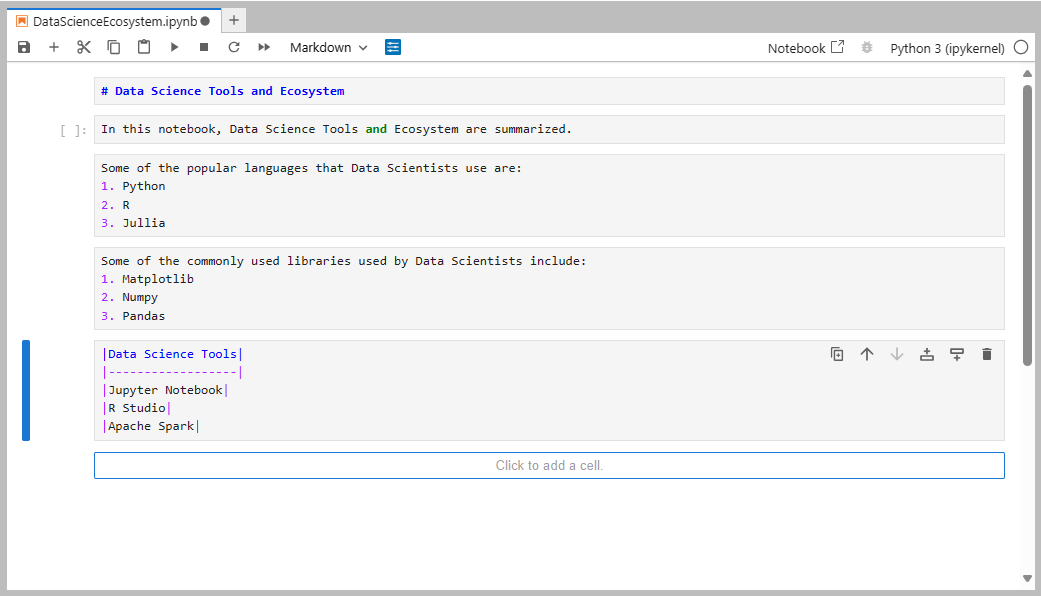 DataScienceEcosystem.ipynb
Markdown
Notebook
Python 3 (ipykernel)
# Data Science Tools and Ecosystem
[ ]: In this notebook, Data Science Tools and Ecosystem are summarized.
Some of the popular languages that Data Scientists use are:
1. Python
2. R
3. Jullia
Some of the commonly used libraries used by Data Scientists include:
1. Matplotlib
2. Numpy
3. Pandas
|Data Science Tools|
|------------------|
|Jupyter Notebook|
|R Studio|
|Apache Spark|
Click to add a cell.